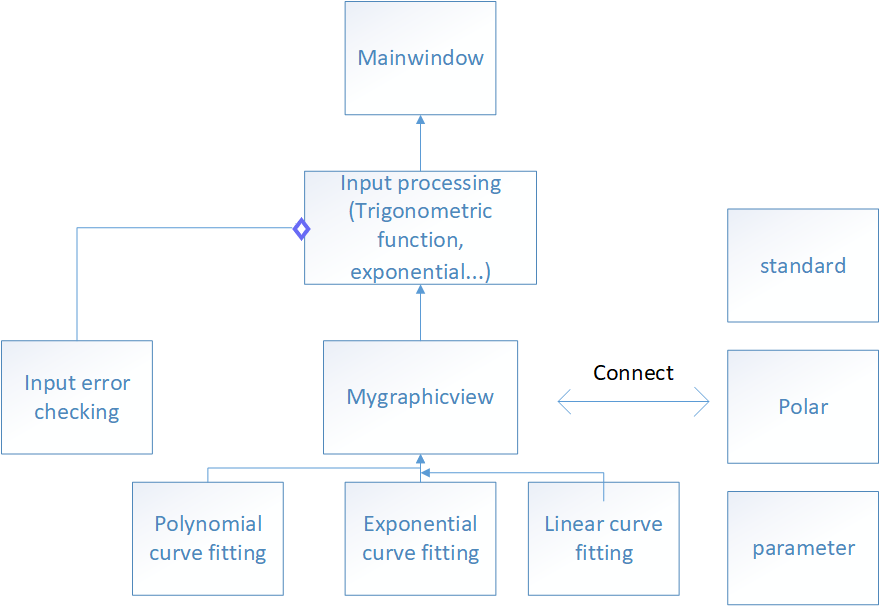 Mainwindow
Input processing
(Trigonometric
function,
exponential...)
standard
Input error
checking
Mygraphicview
Connect
Polar
Polynomial
curve fitting
Exponential
curve fitting
Linear curve
fitting
parameter